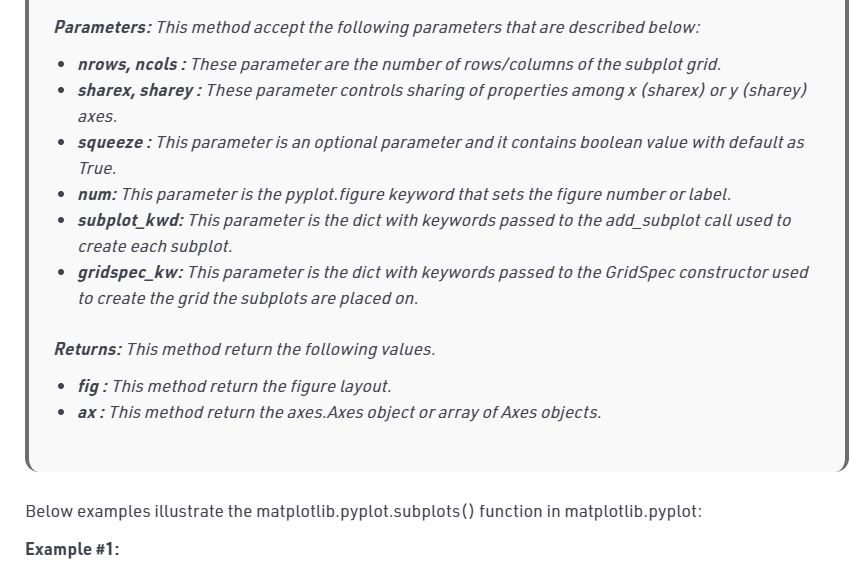 Parameters: This method accept the following parameters that are described below:
• nrows, ncols : These parameter are the number of rows/columns of the subplot grid.
• sharex, sharey : These parameter controls sharing of properties among x (sharex) or y (sharey)
axes.
• squeeze : This parameter is an optional parameter and it contains boolean value with default as
True.
• num: This parameter is the pyplot.figure keyword that sets the figure number or label.
• subplot_kwd: This parameter is the dict with keywords passed to the add_subplot call used to
create each subplot.
• gridspec_kw: This parameter is the dict with keywords passed to the GridSpec constructor used
to create the grid the subplots are placed on.
Returns: This method return the following values.
• fig : This method return the figure layout.
• ax : This method return the axes.Axes object or array of Axes objects.
Below examples illustrate the matplotlib.pyplot.subplots() function in matplotlib.pyplot:
Example #1: